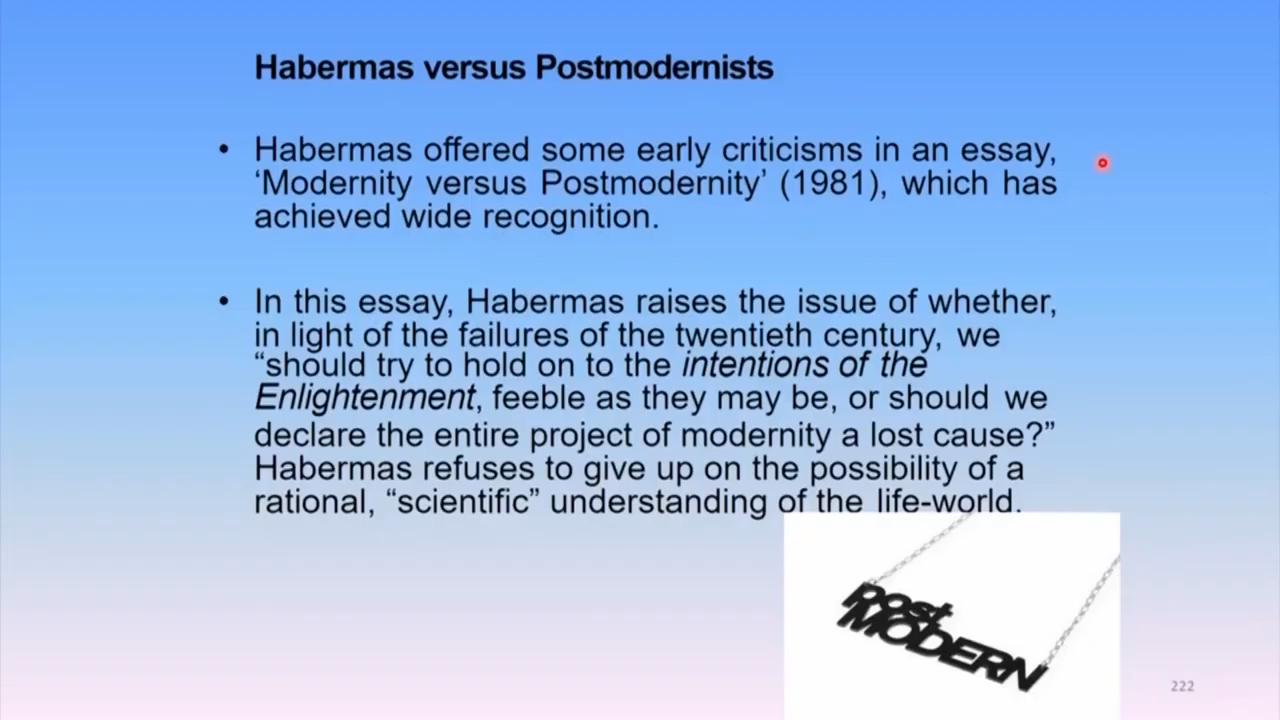 Habermas versus Postmodernists
• Habermas offered some early criticisms in an essay,
‘Modernity versus Postmodernity’ (1981), which has
achieved wide recognition.
• In this essay, Habermas raises the issue of whether,
in light of the failures of the twentieth century, we
“should try to hold on to the intentions of the
Enlightenment, feeble as they may be, or should we
declare the entire project of modernity a lost cause?”
Habermas refuses to give up on the possibility of a
rational, “scientific” understanding of the life-world.
post
MODERN
222